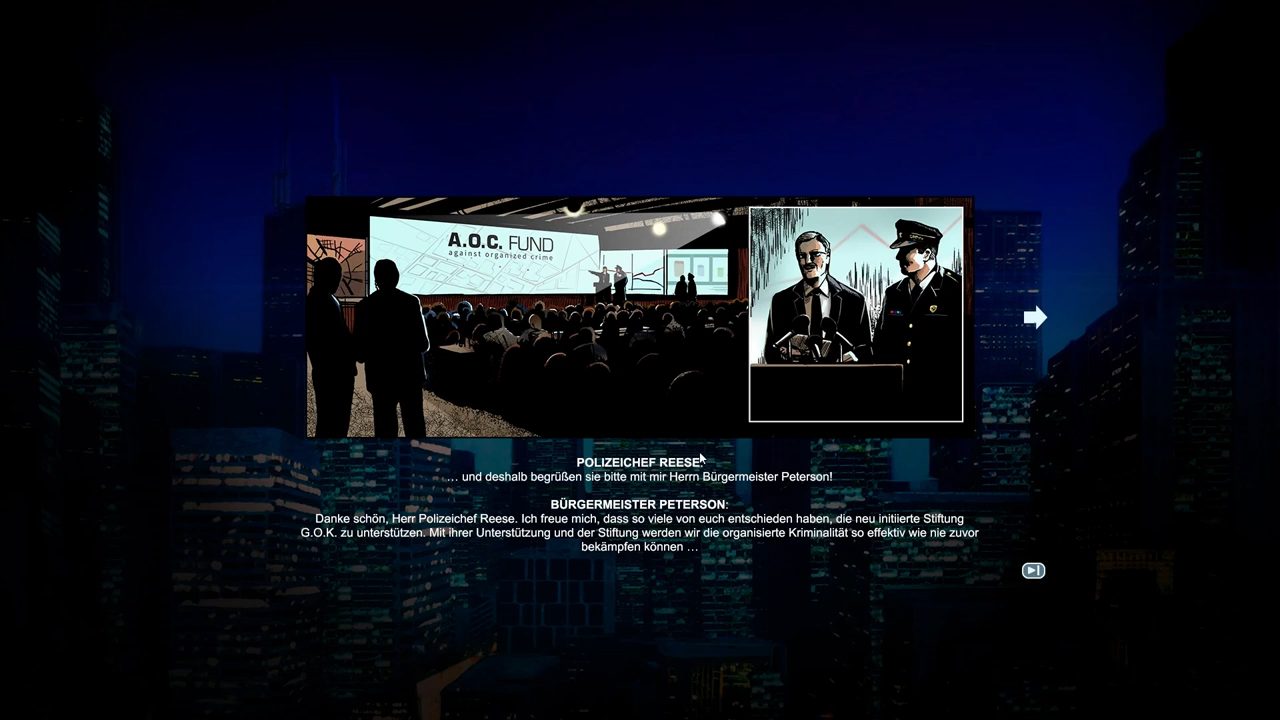 A.O.C. FUND
against organized crime
POLIZEICHEF REESE:
… und deshalb begrüßen sie bitte mit mir Herrn Bürgermeister Peterson!
BÜRGERMEISTER PETERSON:
Danke schön, Herr Polizeichef Reese. Ich freue mich, dass so viele von euch entschieden haben, die neu initiierte Stiftung
G.O.K. zu unterstützen. Mit ihrer Unterstützung und der Stiftung werden wir die organisierte Kriminalität so effektiv wie nie zuvor
bekämpfen können …